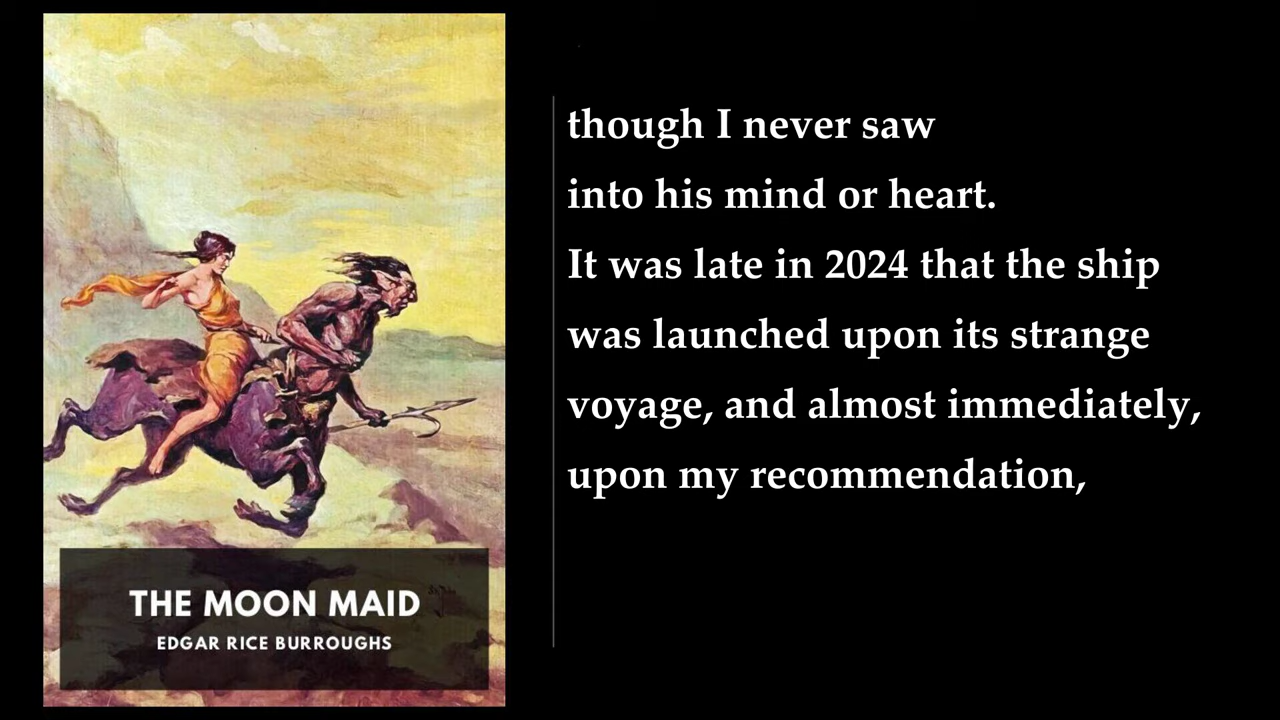 though I never saw
into his mind or heart.
It was late in 2024 that the ship
was launched upon its strange
voyage, and almost immediately,
upon my recommendation,
THE MOON MAID
EDGAR RICE BURROUGHS